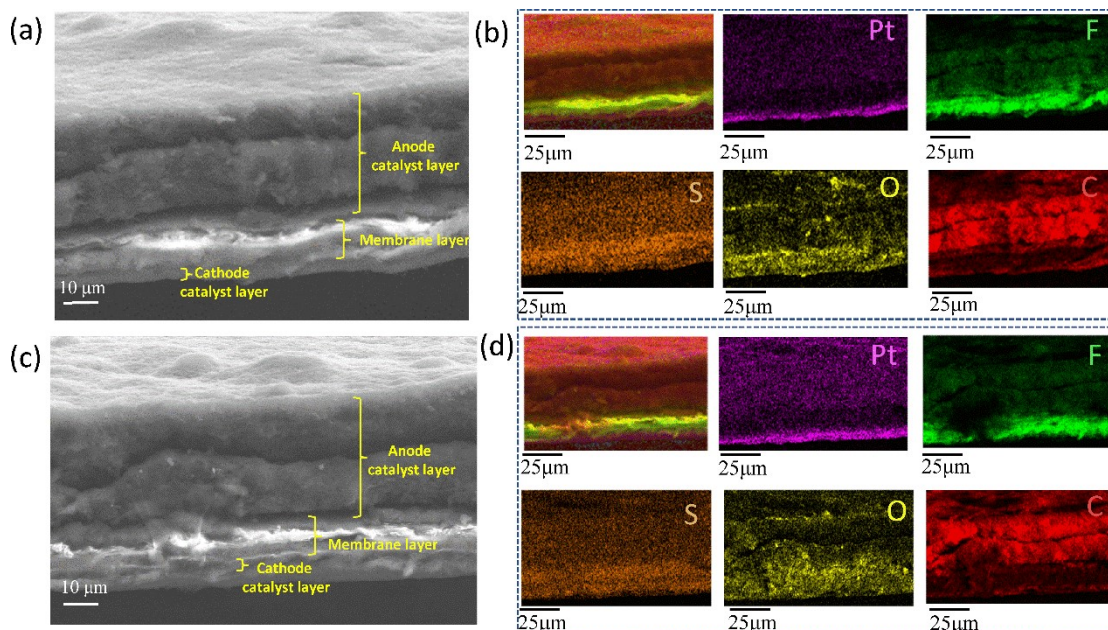 (a)
Anode
catalyst layer
Membrane layer
Cathode
catalyst layer
10 μm
(b)
Pt
F
25μm
25μm
25μm
S
O
C
25μm
25μm
25μm
(c)
Anode
catalyst layer
Membrane layer
Cathode
catalyst layer
10 μm
(d)
Pt
F
25μm
25μm
25μm
S
O
C
25μm
25μm
25μm